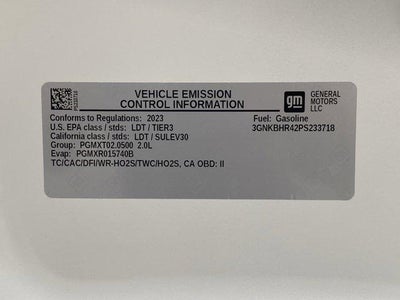 PS233718
VEHICLE EMISSION
CONTROL INFORMATION
gm
GENERAL
MOTORS
LLC
Conforms to Regulations: 2023
Fuel: Gasoline
U.S. EPA class / stds: LDT / TIER3
3GNKBHR42PS233718
California class / stds: LDT / SULEV30
Group: PGMXT02.0500 2.0L
Evap: PGMXR015740B
TC/CAC/DFI/WR-HO2S/TWC/HO2S, CA OBD: II